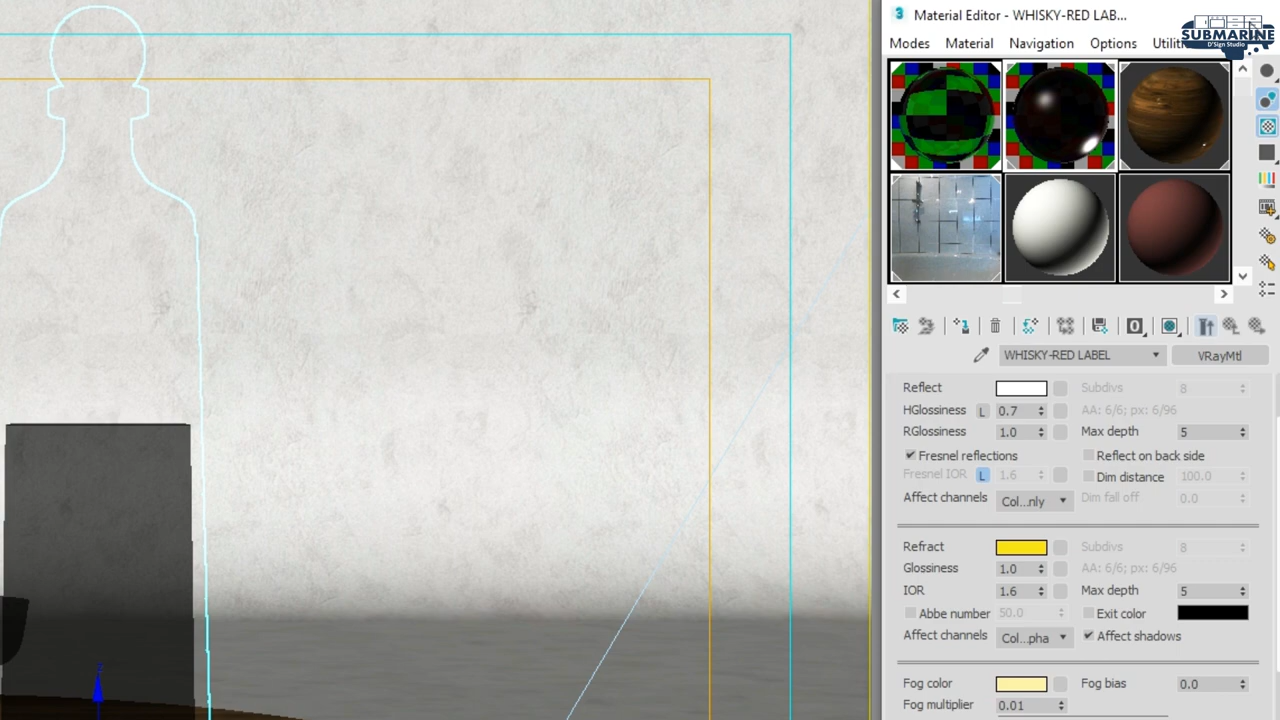 3 Material Editor - WHISKY-RED LAB...
SUBMARINE
D'Sign Studio
Modes Material Navigation Options Utiliti
WHISKY-RED LABEL VRayMtl
Reflect Subdivs 8
HGlossiness L 0.7 AA: 6/6; px: 6/96
RGlossiness 1.0 Max depth 5
Fresnel reflections Reflect on back side
Fresnel IOR L 1.6 Dim distance 100.0
Affect channels Col...nly Dim fall off 0.0
Refract Subdivs 8
Glossiness 1.0 AA: 6/6; px: 6/96
IOR 1.6 Max depth 5
Abbe number 50.0 Exit color
Affect channels Col...pha Affect shadows
Fog color Fog bias 0.0
Fog multiplier 0.01
z